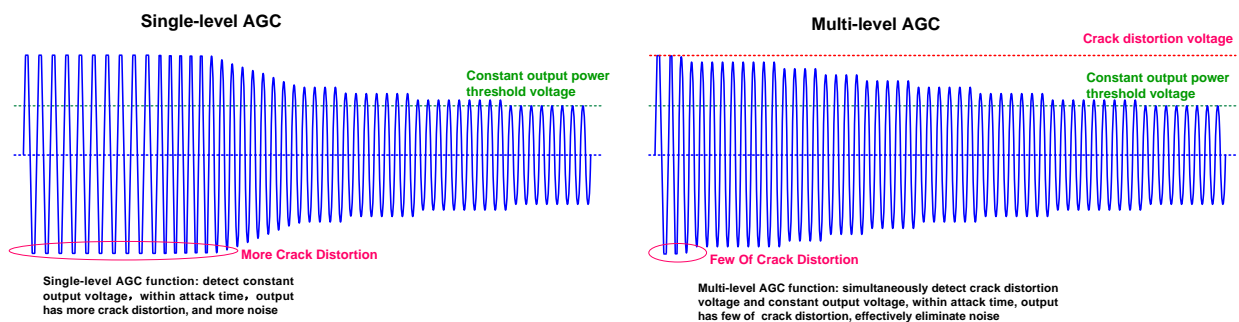 Single-level AGC
Constant output power
threshold voltage
More Crack Distortion
Single-level AGC function: detect constant
output voltage，within attack time，output
has more crack distortion, and more noise
Multi-level AGC
Crack distortion voltage
Constant output power
threshold voltage
Few Of Crack Distortion
Multi-level AGC function: simultaneously detect crack distortion
voltage and constant output voltage, within attack time, output
has few of crack distortion, effectively eliminate noise